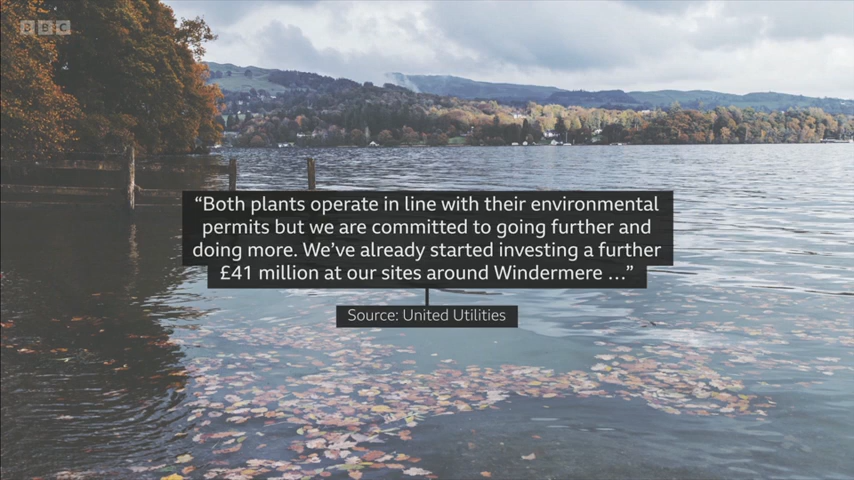 BBC
“Both plants operate in line with their environmental
permits but we are committed to going further and
doing more. We’ve already started investing a further
£41 million at our sites around Windermere …”
Source: United Utilities